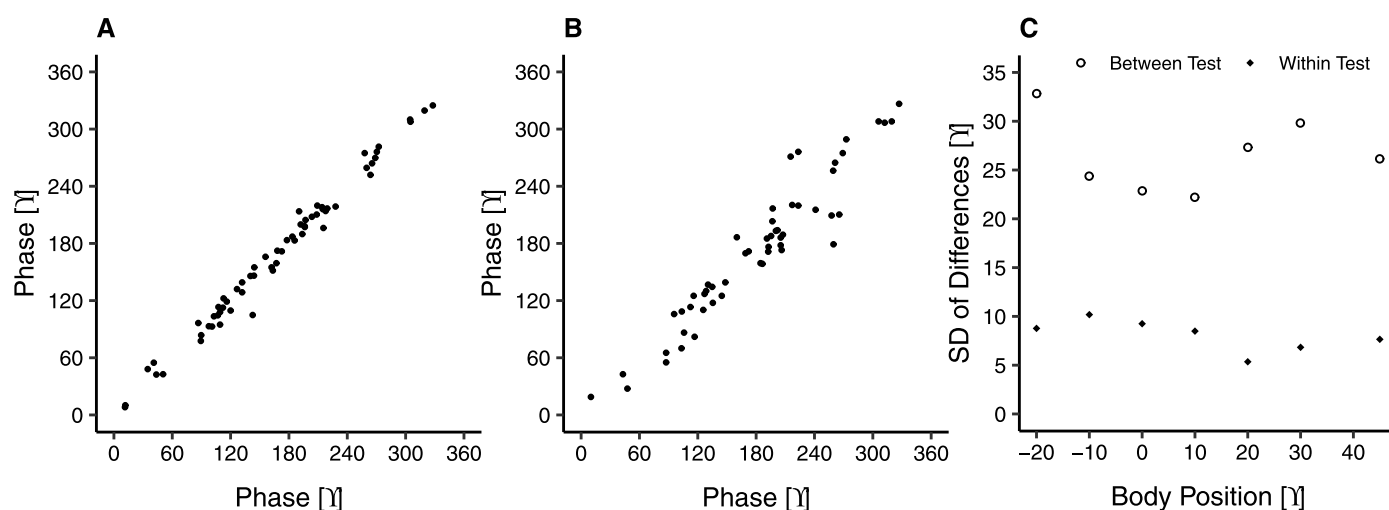 A
360
300
240
180
120
60
0
Phase [ϒ]
0 60 120 180 240 300 360
Phase [ϒ]
B
360
300
240
180
120
60
0
Phase [ϒ]
0 60 120 180 240 300 360
Phase [ϒ]
C
Between Test Within Test
35
30
25
20
15
10
5
0
SD of Differences [ϒ]
−20 −10 0 10 20 30 40
Body Position [ϒ]